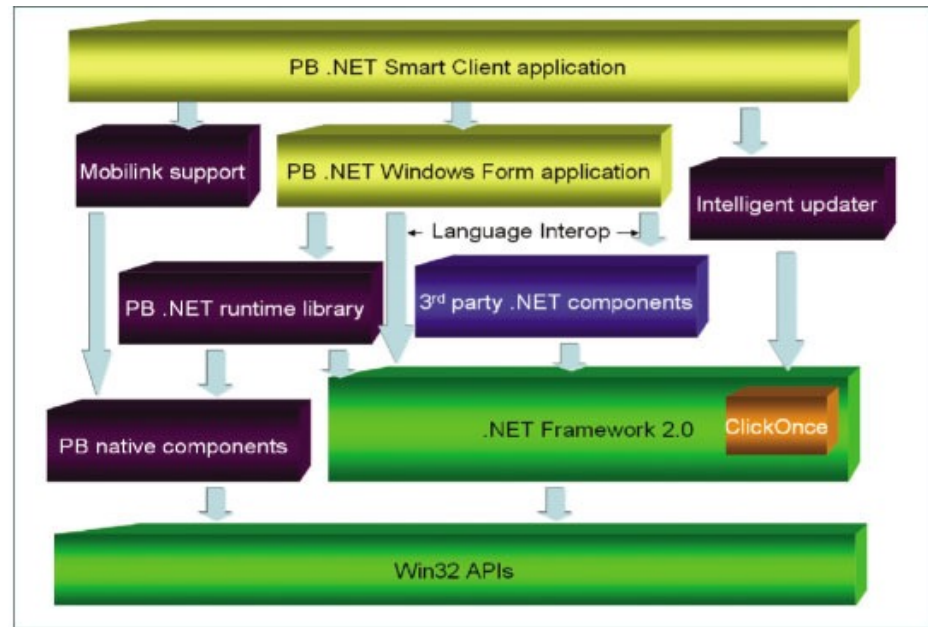 PB .NET Smart Client application
Mobilink support
PB .NET Windows Form application
Intelligent updater
Language Interop
PB .NET runtime library
3rd party .NET components
.NET Framework 2.0
ClickOnce
PB native components
Win32 APIs